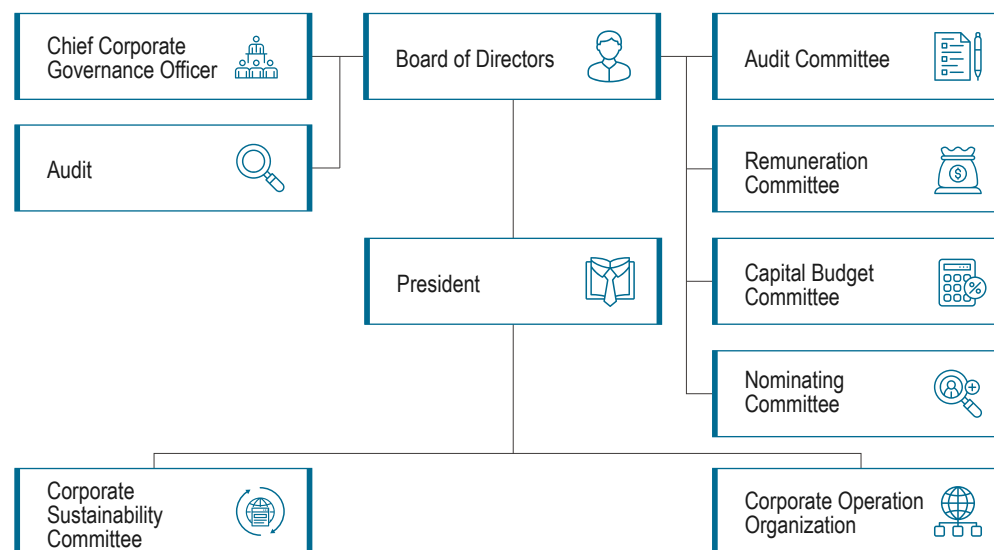 Chief Corporate
Governance Officer
Board of Directors
Audit Committee
Audit
Remuneration
Committee
$
President
Capital Budget
Committee
%
Nominating
Committee
Corporate
Sustainability
Committee
Corporate Operation
Organization